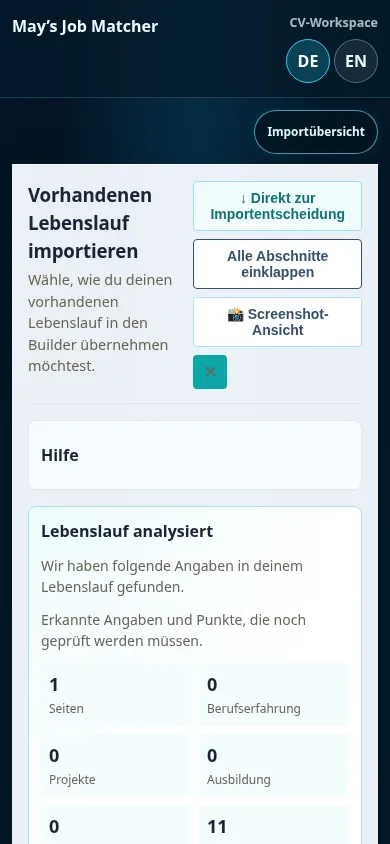 May's Job Matcher
CV-Workspace
DE
EN
Importübersicht
Vorhandenen
Lebenslauf
importieren
Wähle, wie du deinen
vorhandenen
Lebenslauf in den
Builder übernehmen
möchtest.
↓ Direkt zur
Importentscheidung
Alle Abschnitte
einklappen
📸 Screenshot-
Ansicht
×
Hilfe
Lebenslauf analysiert
Wir haben folgende Angaben in deinem
Lebenslauf gefunden.
Erkannte Angaben und Punkte, die noch
geprüft werden müssen.
1
Seiten
0
Berufserfahrung
0
Projekte
0
Ausbildung
0
11